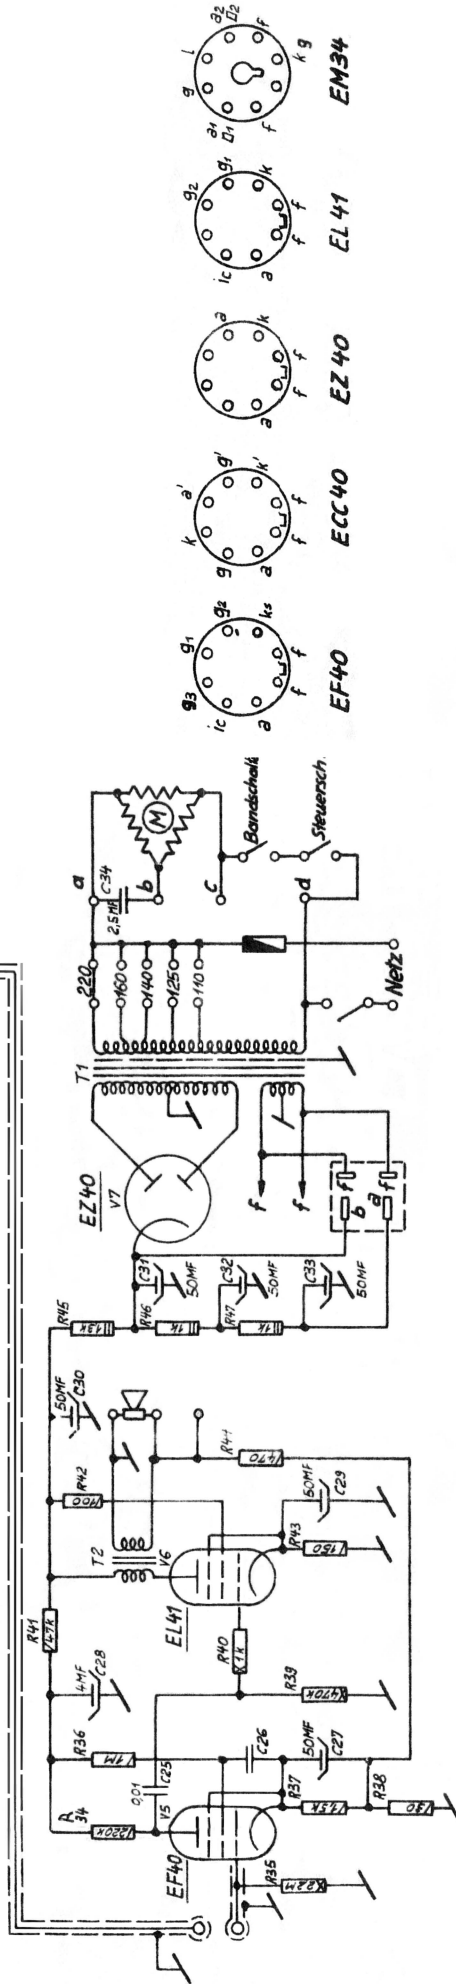 R34
220k
EF40
V5
0,01
C25
R35
2,2M
R36
1M
C26
R37
1,5k
R38
30
50MF
C27
4MF
C28
R39
470k
R40
1k
R41
47k
EL41
V6
T2
R42
100
R43
150
50MF
C29
R44
470
50MF
C30
R45
1,3k
R46
1k
R47
1k
C31
50MF
C32
50MF
C33
50MF
EZ40
V7
f
f
b
f
a
f
T1
220
160
140
125
110
Netz
a
C34
2,5MF
b
c
d
M
Bandschalt.
Steuersch.
g3
g1
g2
ks
f
f
a
ic
EF40
k
a'
g'
k'
f
f
a
g
ECC40
a
k
f
f
a
EZ40
g2
g1
k
f
f
a
ic
EL41
g
l
a2
D2
f
k g
f
a1
D1
EM34